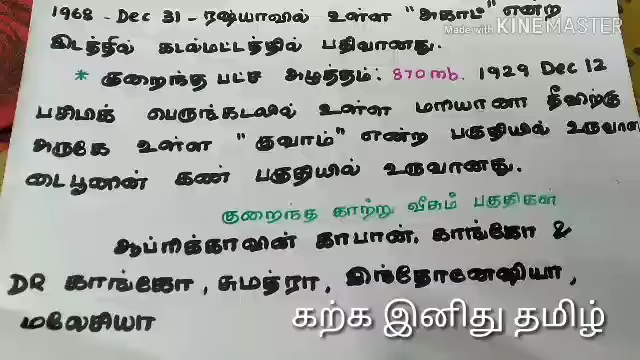 1968 - Dec 31 - ரஷ்யாவில் உள்ள "அகாட" என்ற
Made with KINEMASTER
இடத்தில் கடல்மட்டத்தில் பதிவானது.
* குறைந்த பட்ச அழுத்தம்: 870mb. 1929 Dec 12
பசிபிக் பெருங்கடலில் உள்ள மரியானா தீவிற்கு
அருகே உள்ள "குவாம்" என்ற பகுதியில் உருவான
டைபூனின் கண் பகுதியில் உருவானது.
குறைந்த காற்று வீசும் பகுதிகள்
ஆப்ரிக்காவின் காபான், காங்கோ &
DR காங்கோ, சுமத்ரா, இந்தோனேஷியா,
மலேசியா
கற்க இனிது தமிழ்